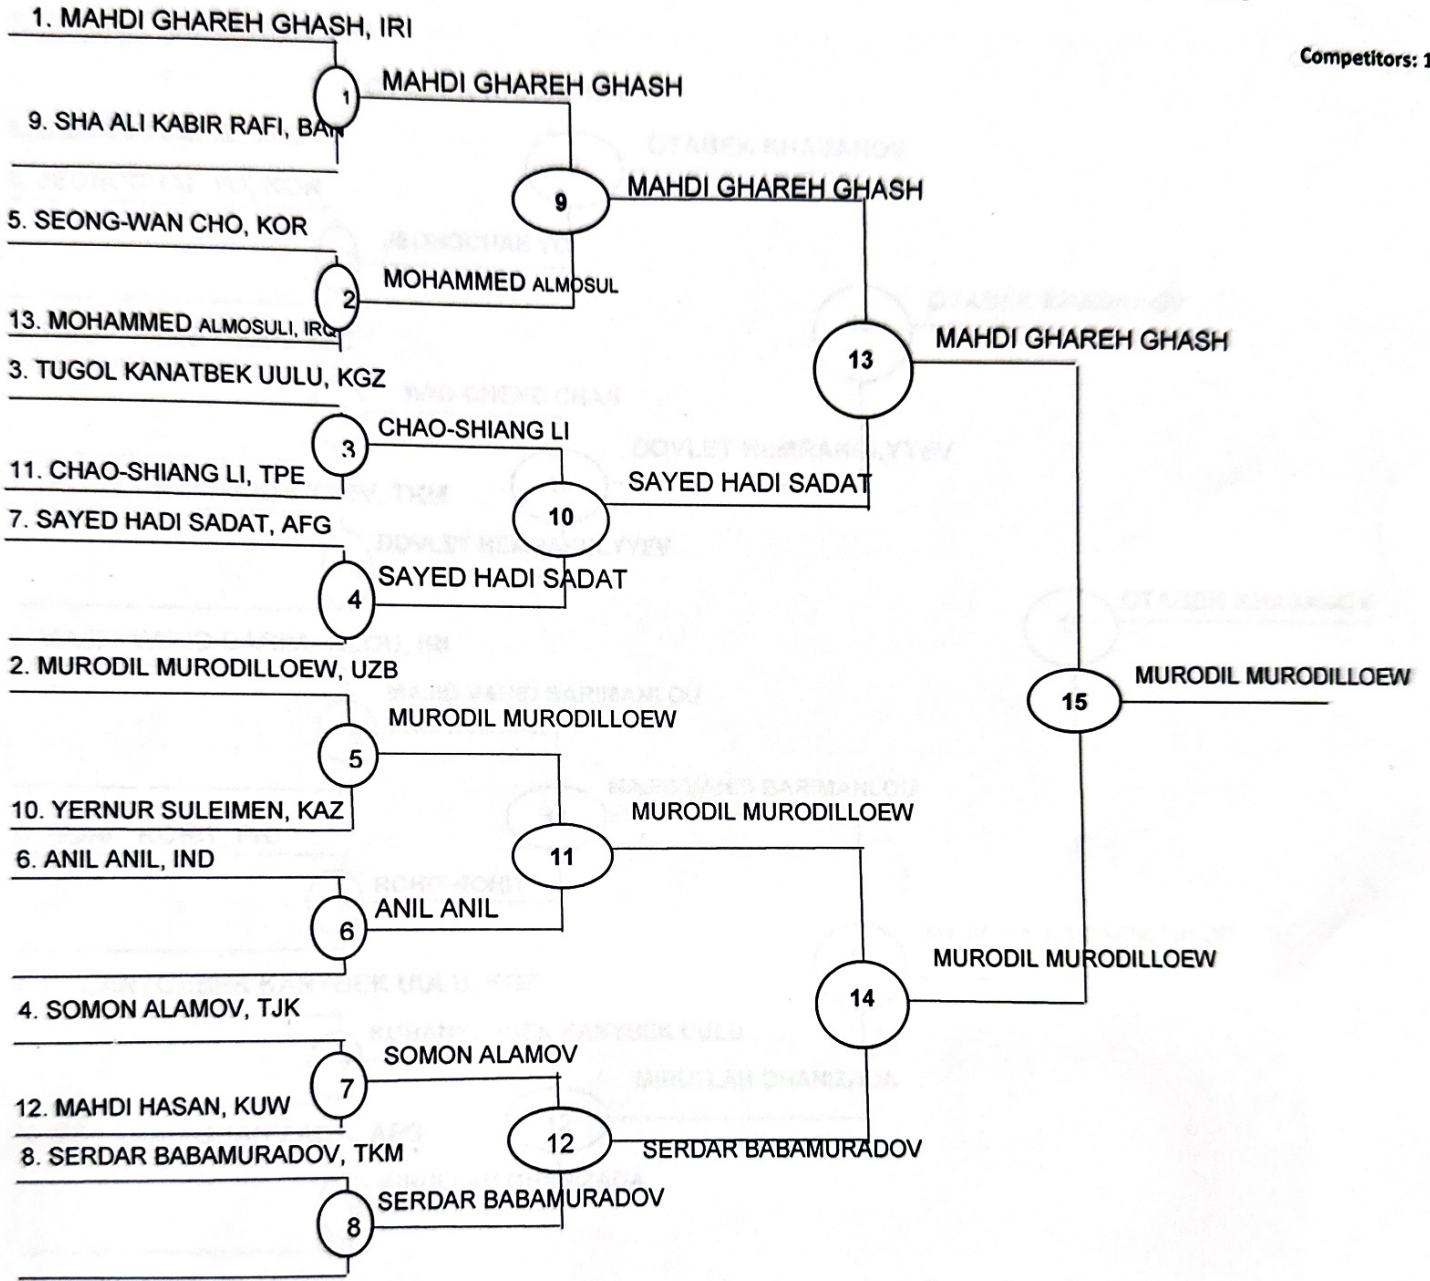 1. MAHDI GHAREH GHASH, IRI
Competitors: 1
1
MAHDI GHAREH GHASH
9. SHA ALI KABIR RAFI, BAN
9
MAHDI GHAREH GHASH
5. SEONG-WAN CHO, KOR
2
MOHAMMED ALMOSUL
13. MOHAMMED ALMOSULI, IRQ
13
MAHDI GHAREH GHASH
3. TUGOL KANATBEK UULU, KGZ
3
CHAO-SHIANG LI
11. CHAO-SHIANG LI, TPE
10
SAYED HADI SADAT
7. SAYED HADI SADAT, AFG
4
SAYED HADI SADAT
15
MURODIL MURODILLOEW
2. MURODIL MURODILLOEW, UZB
5
MURODIL MURODILLOEW
10. YERNUR SULEIMEN, KAZ
11
MURODIL MURODILLOEW
6. ANIL ANIL, IND
6
ANIL ANIL
14
MURODIL MURODILLOEW
4. SOMON ALAMOV, TJK
7
SOMON ALAMOV
12. MAHDI HASAN, KUW
12
SERDAR BABAMURADOV
8. SERDAR BABAMURADOV, TKM
8
SERDAR BABAMURADOV